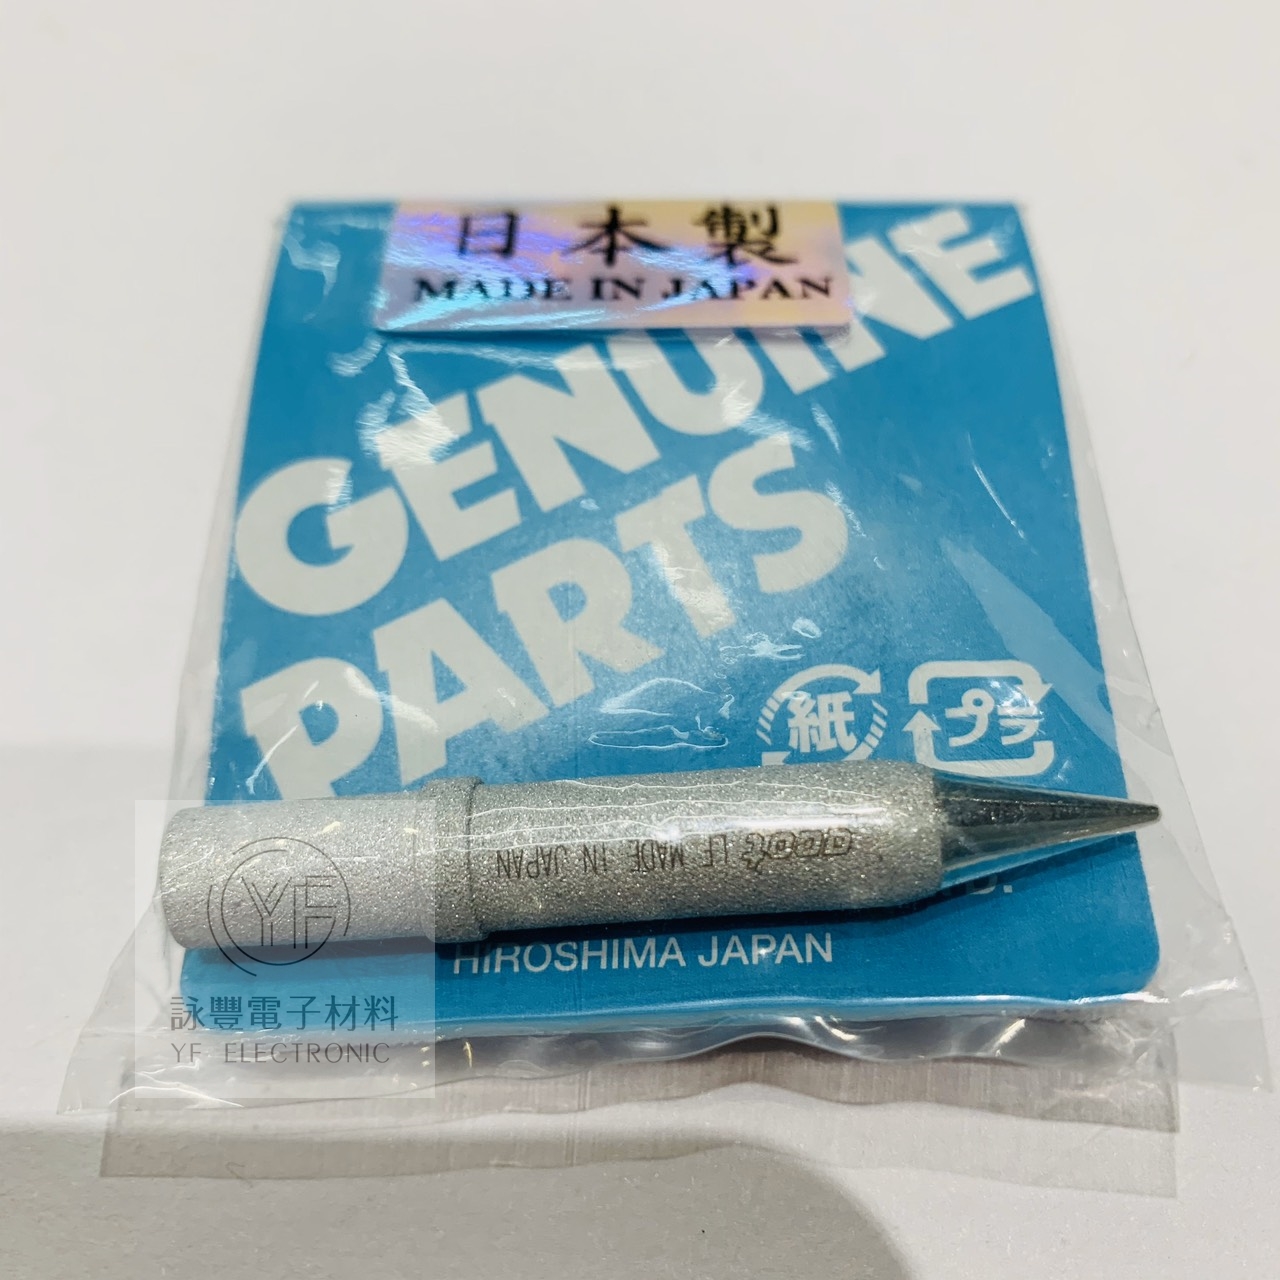 日本製
MADE IN JAPAN
GENUINE
PARTS
紙
プラ
goot LF MADE IN JAPAN
D.
HIROSHIMA JAPAN
YF
詠豐電子材料
YF ELECTRONIC